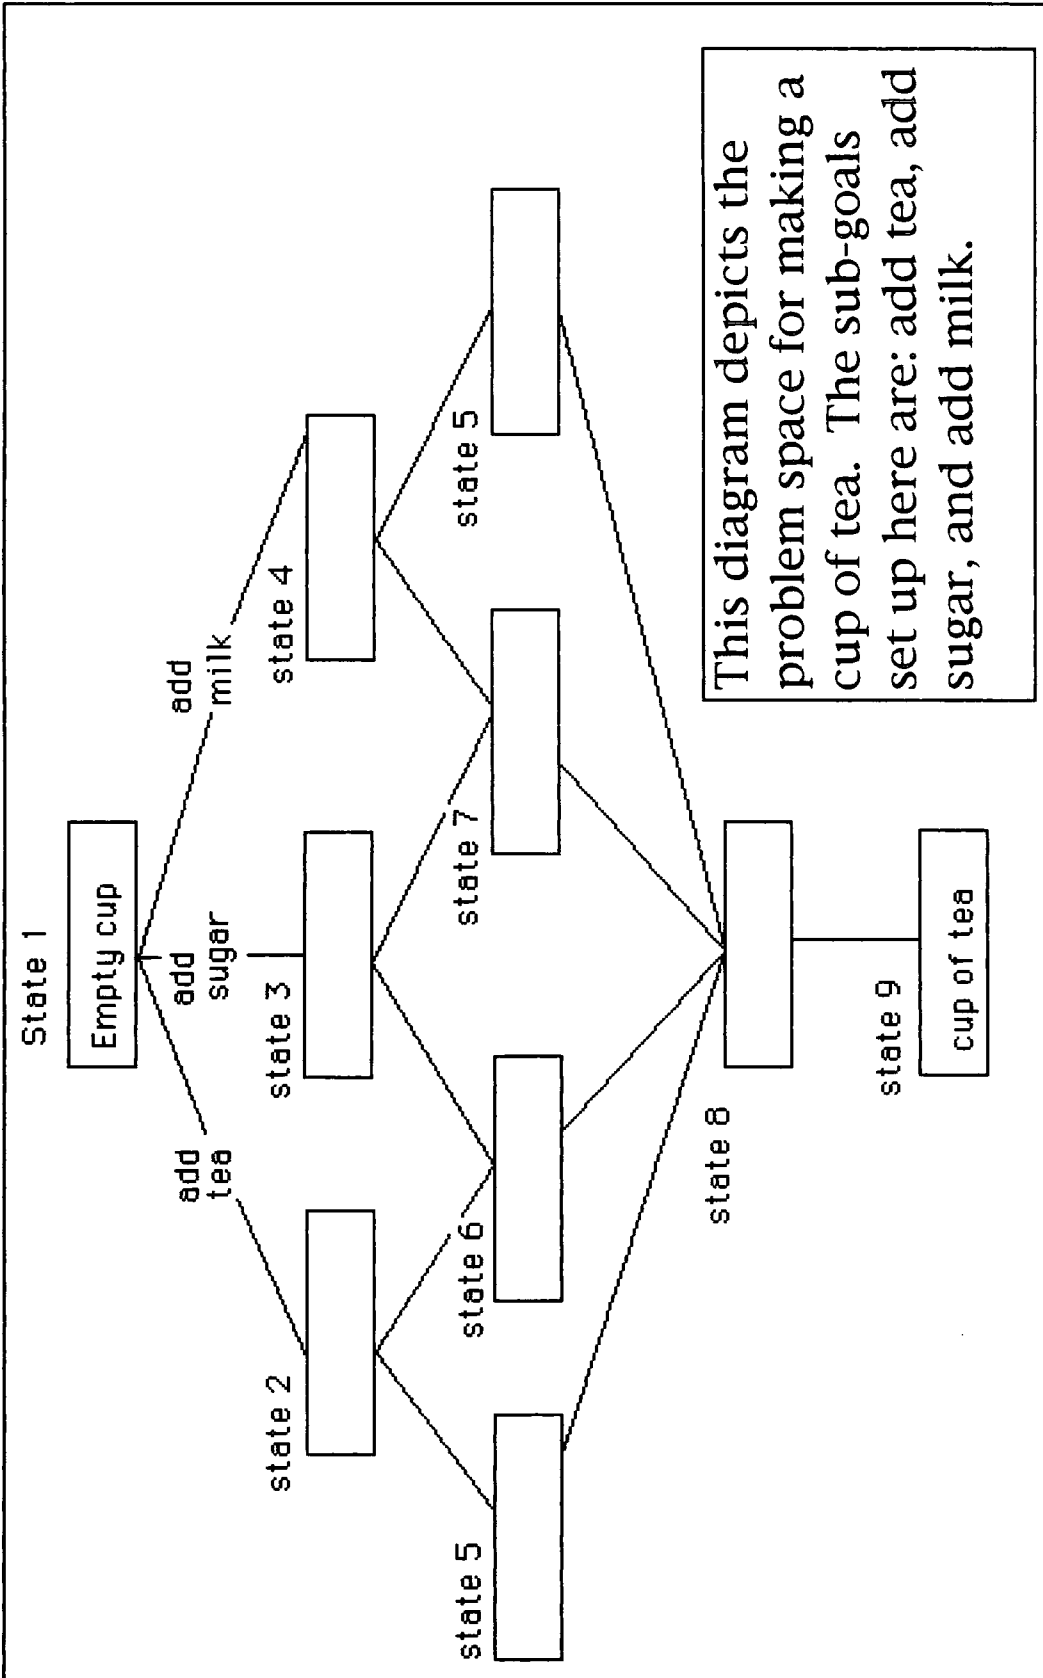 State 1
Empty cup
add
tea
add
sugar
add
milk
state 2
state 3
state 4
state 5
state 6
state 7
state 5
state 8
state 9
cup of tea
This diagram depicts the
problem space for making a
cup of tea. The sub-goals
set up here are: add tea, add
sugar, and add milk.